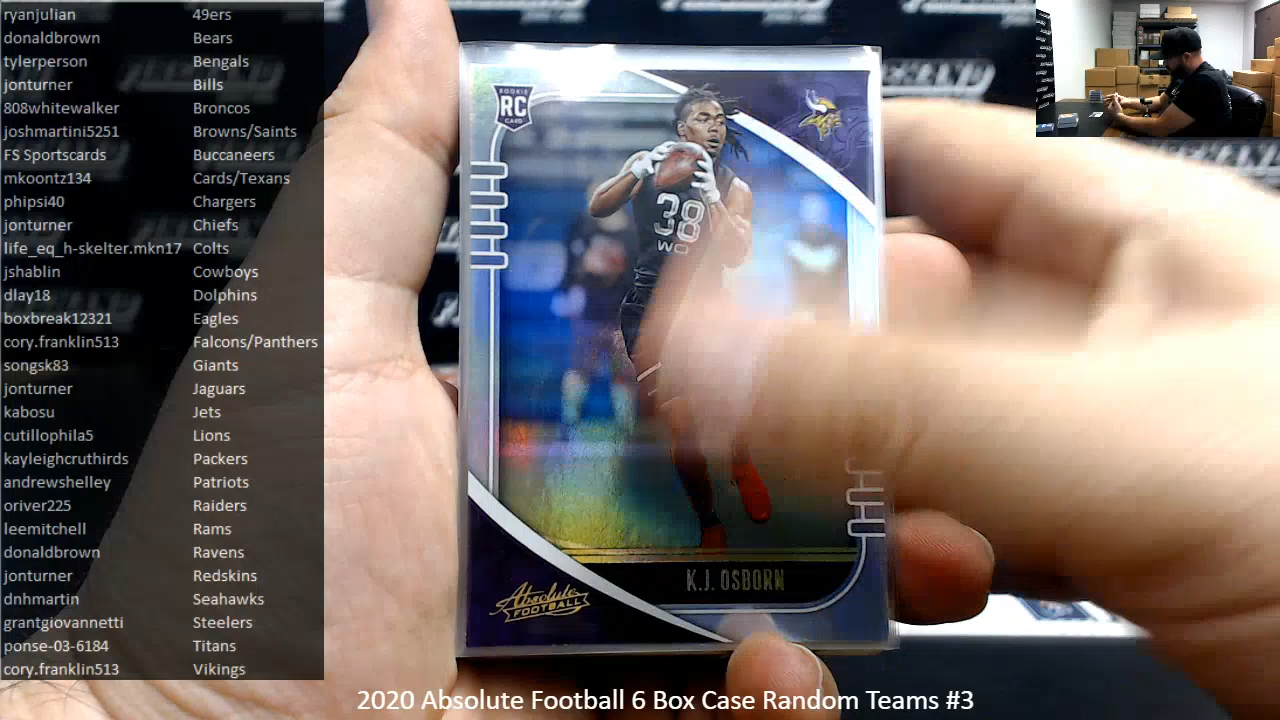 ryanjulian 49ers
donaldbrown Bears
tylerperson Bengals
jonturner Bills
808whitewalker Broncos
joshmartini5251 Browns/Saints
FS Sportscards Buccaneers
mkoontz134 Cards/Texans
phipsi40 Chargers
jonturner Chiefs
life_eq_h-skelter.mkn17 Colts
jshablin Cowboys
dlay18 Dolphins
boxbreak12321 Eagles
cory.franklin513 Falcons/Panthers
songsk83 Giants
jonturner Jaguars
kabosu Jets
cutillophila5 Lions
kayleighcruthirds Packers
andrewshelley Patriots
oriver225 Raiders
leemitchell Rams
donaldbrown Ravens
jonturner Redskins
dnhmartin Seahawks
grantgiovannetti Steelers
ponse-03-6184 Titans
cory.franklin513 Vikings
ROOKIE
RC
CARD
38
WO
K.J. OSBORN
Absolute
FOOTBALL
2020 Absolute Football 6 Box Case Random Teams #3